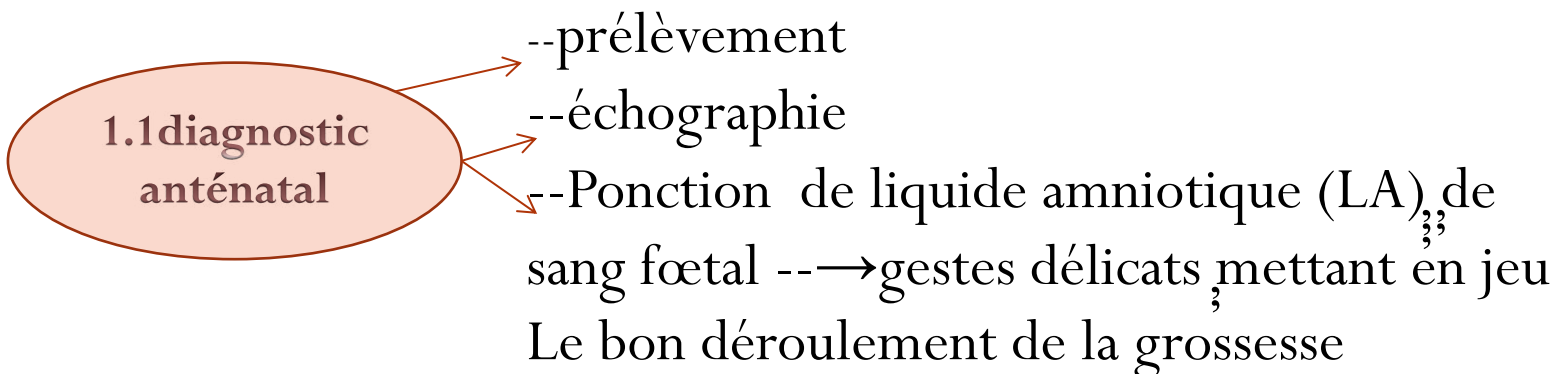 1.1diagnostic
anténatal
--prélèvement
--échographie
--Ponction de liquide amniotique (LA),;de
sang fœtal --→gestes délicats ,mettant en jeu
Le bon déroulement de la grossesse